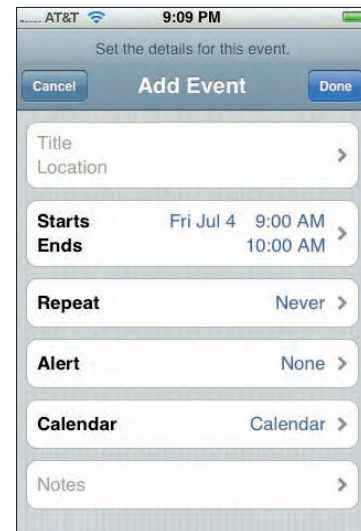 AT&T 9:09 PM
Set the details for this event.
Cancel Add Event Done
Title
Location
Starts Fri Jul 4 9:00 AM
Ends 10:00 AM
Repeat Never
Alert None
Calendar Calendar
Notes